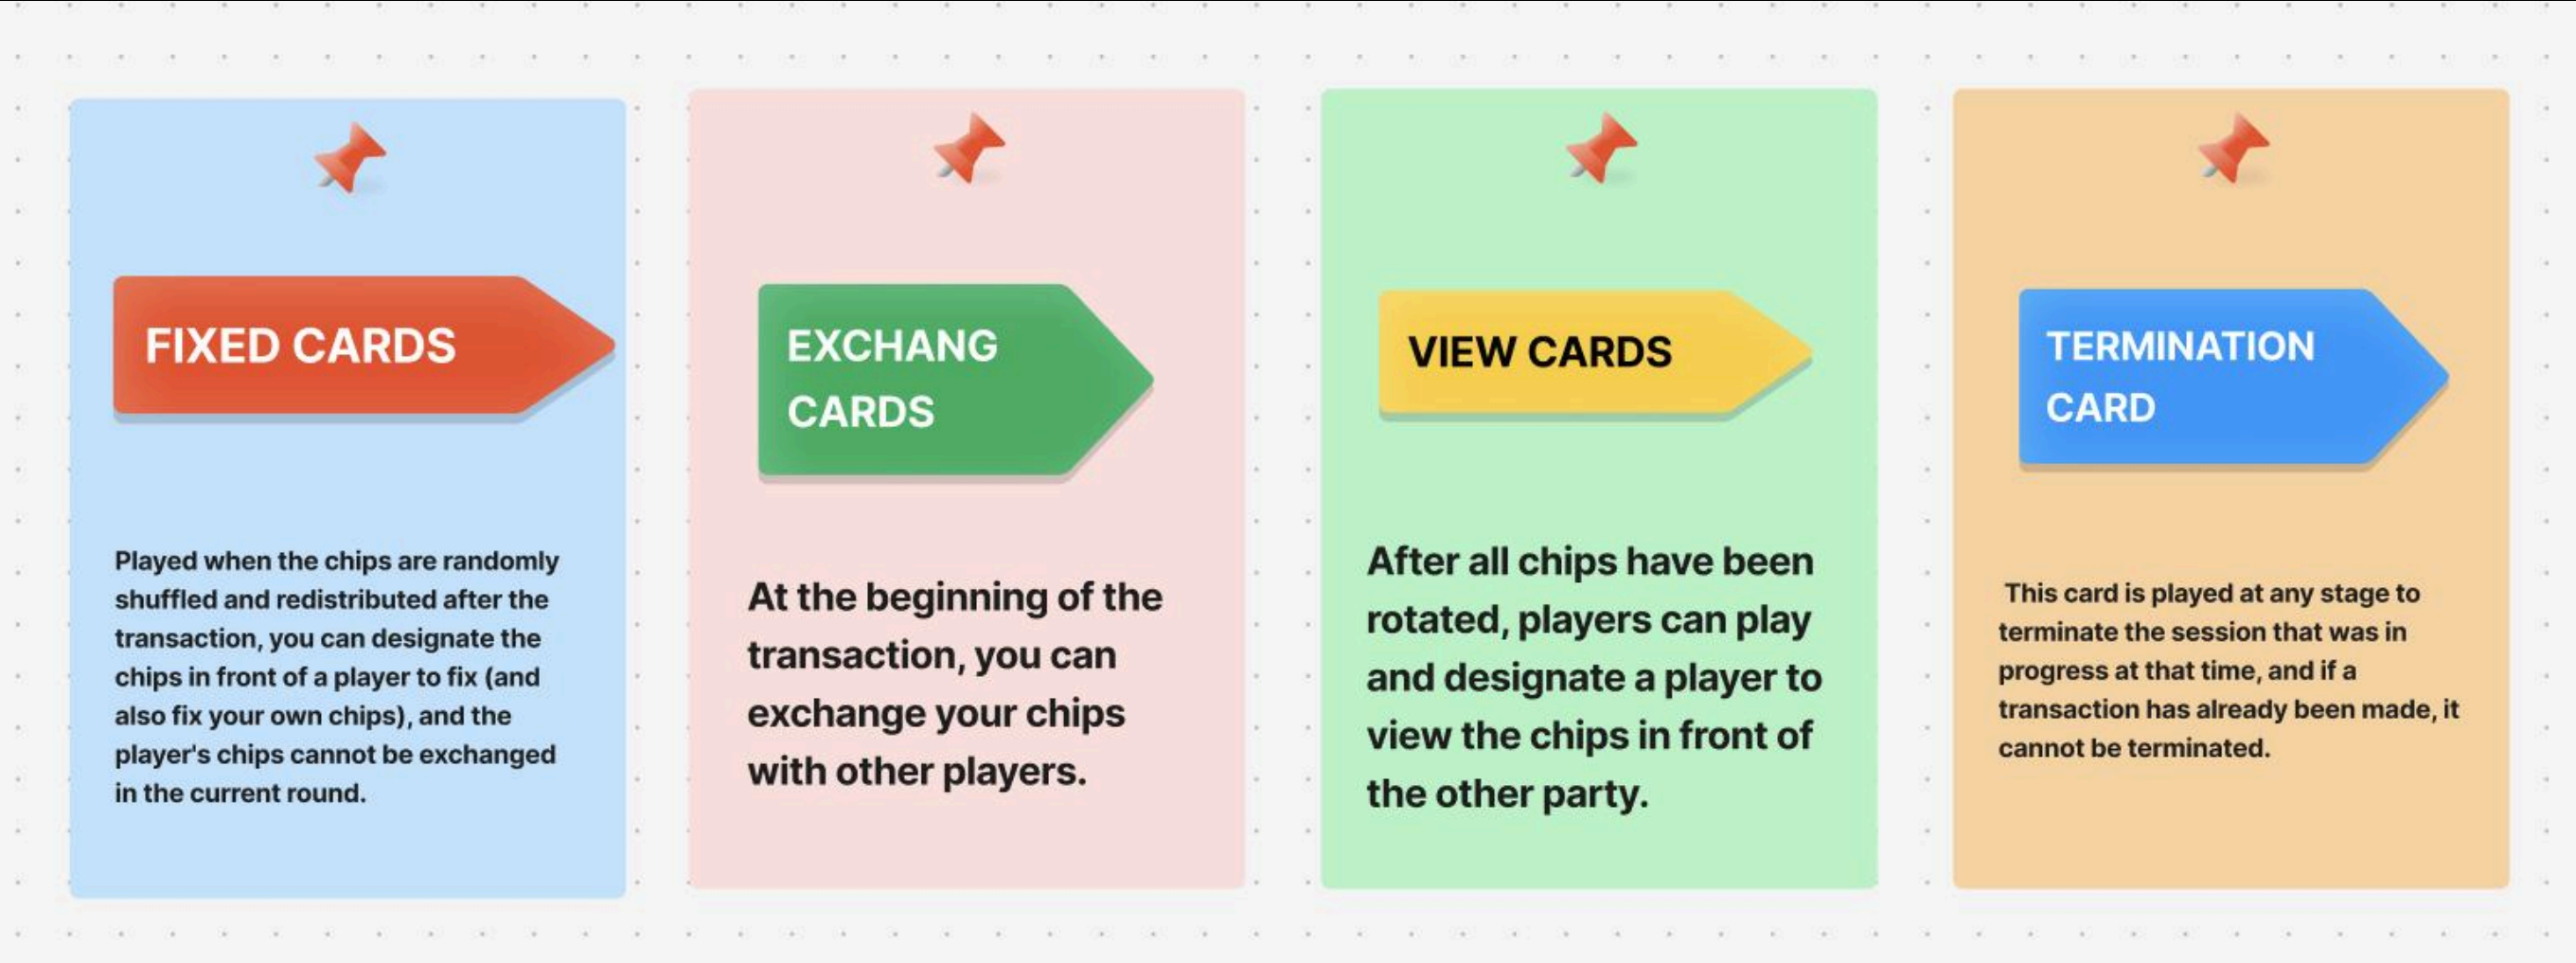 FIXED CARDS
Played when the chips are randomly
shuffled and redistributed after the
transaction, you can designate the
chips in front of a player to fix (and
also fix your own chips), and the
player's chips cannot be exchanged
in the current round.
EXCHANG
CARDS
At the beginning of the
transaction, you can
exchange your chips
with other players.
VIEW CARDS
After all chips have been
rotated, players can play
and designate a player to
view the chips in front of
the other party.
TERMINATION
CARD
This card is played at any stage to
terminate the session that was in
progress at that time, and if a
transaction has already been made, it
cannot be terminated.